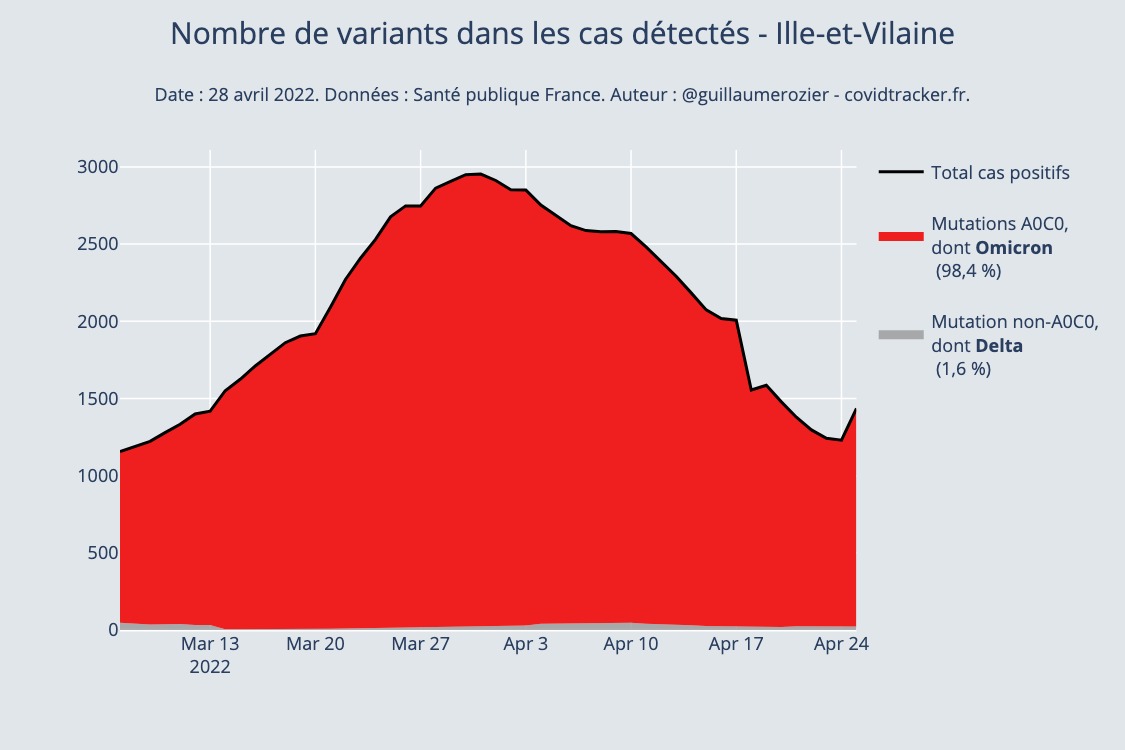 Nombre de variants dans les cas détectés - Ille-et-Vilaine
Date : 28 avril 2022. Données : Santé publique France. Auteur : @guillaumerozier - covidtracker.fr.
3000
2500
2000
1500
1000
500
0
Mar 13
2022
Mar 20
Mar 27
Apr 3
Apr 10
Apr 17
Apr 24
Total cas positifs
Mutations A0C0,
dont Omicron
(98,4 %)
Mutation non-A0C0,
dont Delta
(1,6 %)